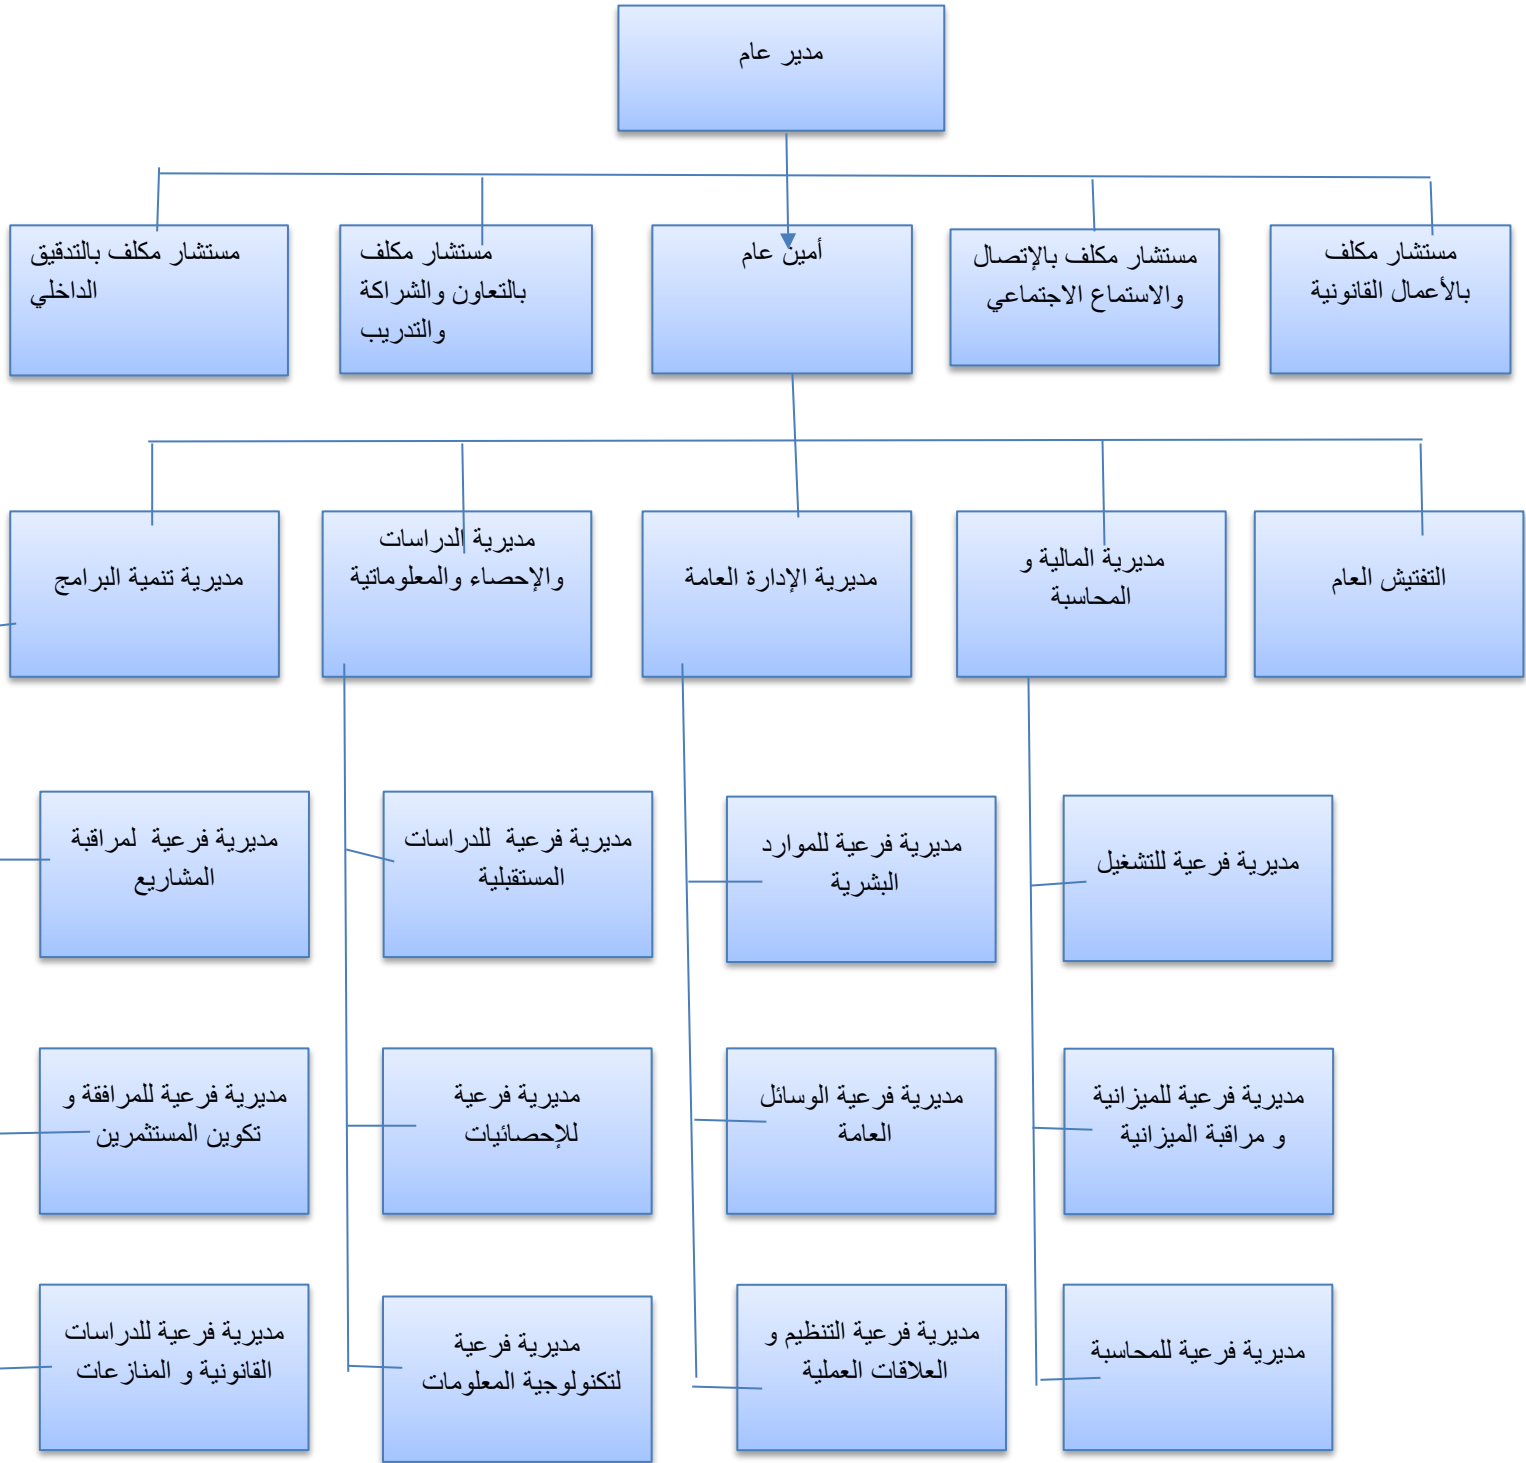 مدير عام
مستشار مكلف
بالأعمال القانونية
مستشار مكلف بالإتصال
والاستماع الاجتماعي
أمين عام
مستشار مكلف
بالتعاون والشراكة
والتدريب
مستشار مكلف بالتدقيق
الداخلي
التفتيش العام
مديرية المالية و
المحاسبة
مديرية الإدارة العامة
مديرية الدراسات
والإحصاء والمعلوماتية
مديرية تنمية البرامج
مديرية فرعية للتشغيل
مديرية فرعية للموارد
البشرية
مديرية فرعية للدراسات
المستقبلية
مديرية فرعية لمراقبة
المشاريع
مديرية فرعية للميزانية
و مراقبة الميزانية
مديرية فرعية الوسائل
العامة
مديرية فرعية
للإحصائيات
مديرية فرعية للمرافقة و
تكوين المستثمرين
مديرية فرعية للمحاسبة
مديرية فرعية التنظيم و
العلاقات العملية
مديرية فرعية
لتكنولوجية المعلومات
مديرية فرعية للدراسات
القانونية و المنازعات